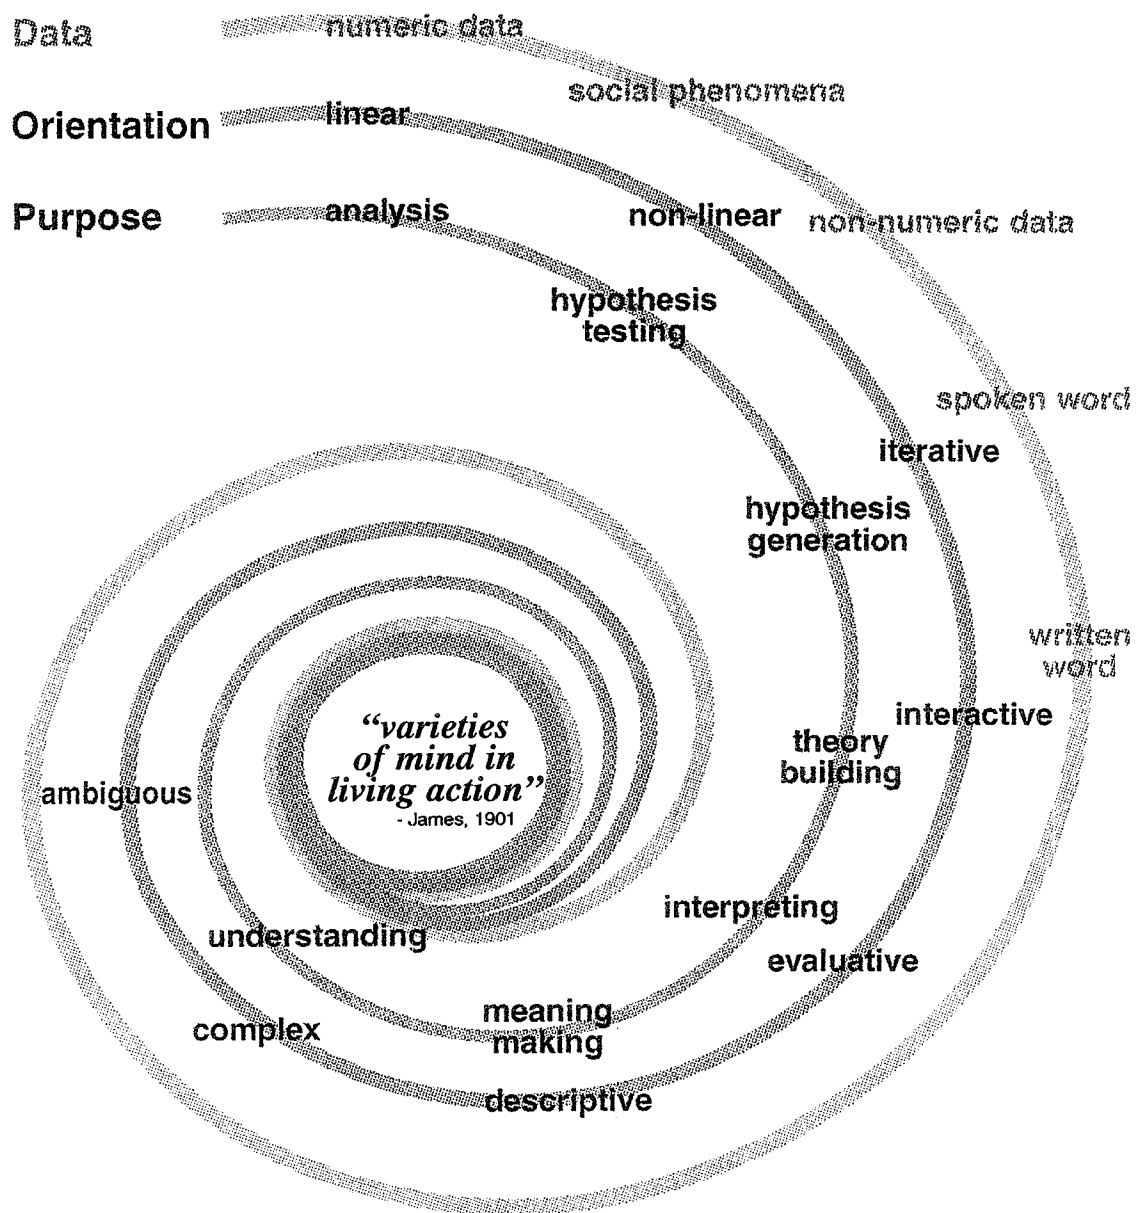 Data
numeric data
social phenomena
Orientation
linear
Purpose
analysis
non-linear
non-numeric data
hypothesis
testing
spoken word
iterative
hypothesis
generation
written
word
interactive
theory
building
"varieties
of mind in
living action"
- James, 1901
ambiguous
interpreting
understanding
evaluative
meaning
making
complex
descriptive